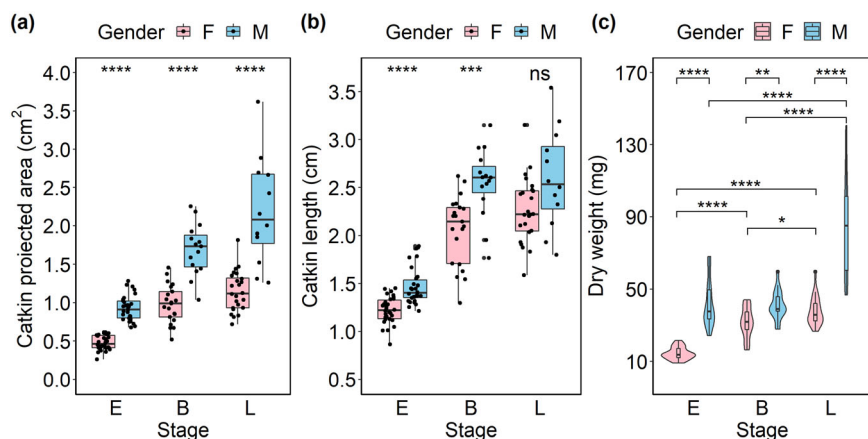 (a)
Gender F M
Catkin projected area (cm²)
4.0
3.5
3.0
2.5
2.0
1.5
1.0
0.5
0.0
**** **** ****
E B L
Stage
(b)
Gender F M
Catkin length (cm)
3.5
3.0
2.5
2.0
1.5
1.0
0.5
**** *** ns
E B L
Stage
(c)
Gender F M
Dry weight (mg)
170
130
90
50
10
**** ** ****
****
****
****
****
*
E B L
Stage